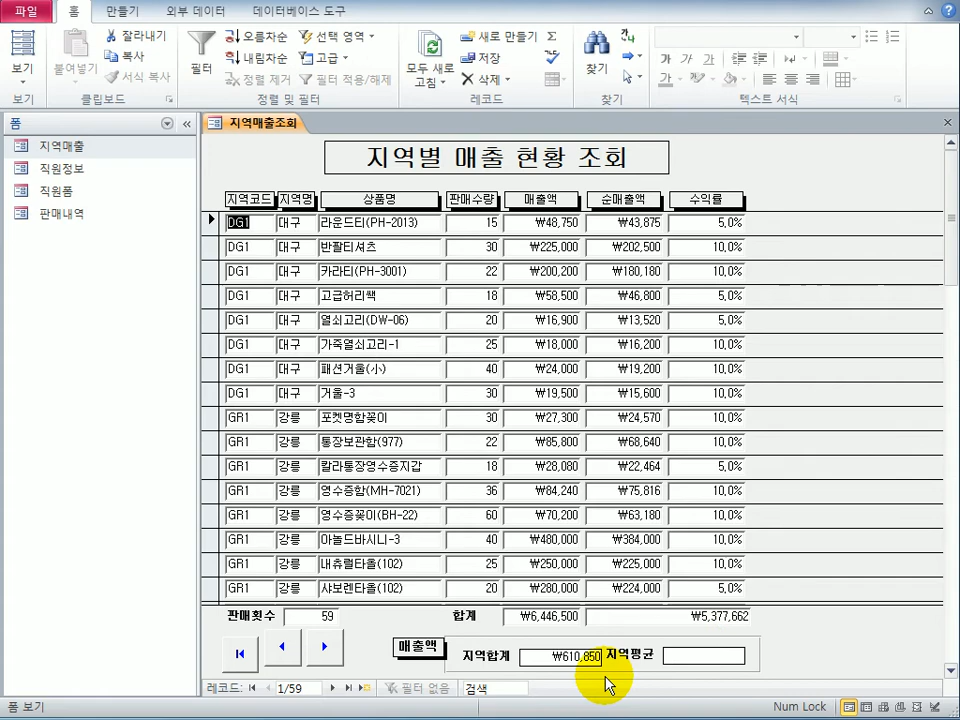 파일 홈 만들기 외부 데이터 데이터베이스 도구
잘라내기 오름차순 선택 영역 새로 만들기 Σ
복사 내림차순 고급 저장
보기 붙여넣기 서식 복사 필터 정렬 제거 필터 적용/해제 모두 새로 고침 삭제 찾기 가 가 가
보기 클립보드 정렬 및 필터 레코드 찾기 텍스트 서식
폼 « 지역매출조회
지역매출
직원정보
직원폼
판매내역
지역별 매출 현황 조회
지역코드 지역명 상품명 판매수량 매출액 순매출액 수익률
DG1 대구 라운드티(PH-2013) 15 ₩48,750 ₩43,875 5.0%
DG1 대구 반팔티셔츠 30 ₩225,000 ₩202,500 10.0%
DG1 대구 카라티(PH-3001) 22 ₩200,200 ₩180,180 10.0%
DG1 대구 고급허리쌕 18 ₩58,500 ₩46,800 5.0%
DG1 대구 열쇠고리(DW-06) 20 ₩16,900 ₩13,520 5.0%
DG1 대구 가죽열쇠고리-1 25 ₩18,000 ₩16,200 10.0%
DG1 대구 패션거울(小) 40 ₩24,000 ₩19,200 10.0%
DG1 대구 거울-3 30 ₩19,500 ₩15,600 10.0%
GR1 강릉 포켓명함꽂이 30 ₩27,300 ₩24,570 10.0%
GR1 강릉 통장보관함(977) 22 ₩85,800 ₩68,640 10.0%
GR1 강릉 칼라통장영수증지갑 18 ₩28,080 ₩22,464 5.0%
GR1 강릉 영수증함(MH-7021) 36 ₩84,240 ₩75,816 10.0%
GR1 강릉 영수증꽂이(BH-22) 60 ₩70,200 ₩63,180 10.0%
GR1 강릉 아놀드바시니-3 40 ₩480,000 ₩384,000 10.0%
GR1 강릉 내츄럴타올(102) 25 ₩250,000 ₩225,000 10.0%
GR1 강릉 샤보렌타올(102) 20 ₩280,000 ₩224,000 5.0%
판매횟수 59 합계 ₩6,446,500 ₩5,377,662
매출액 지역합계 ₩610,850 지역평균
레코드: 1/59 필터 없음 검색
폼 보기 Num Lock